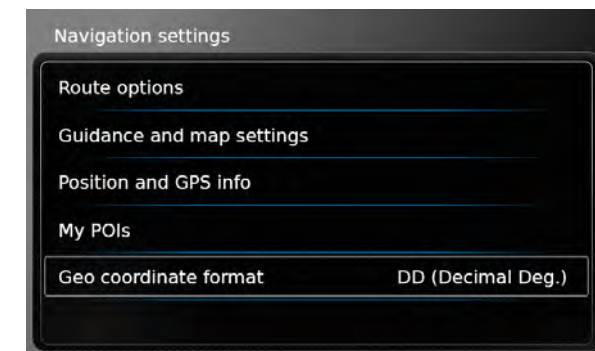 Navigation settings
Route options
Guidance and map settings
Position and GPS info
My POIs
Geo coordinate format DD (Decimal Deg.)